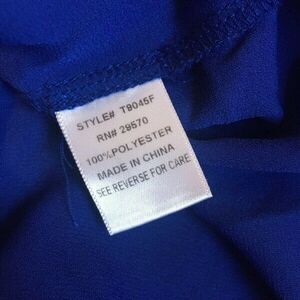 STYLE# T9045F
RN# 29570
100%POLYESTER
MADE IN CHINA
SEE REVERSE FOR CARE